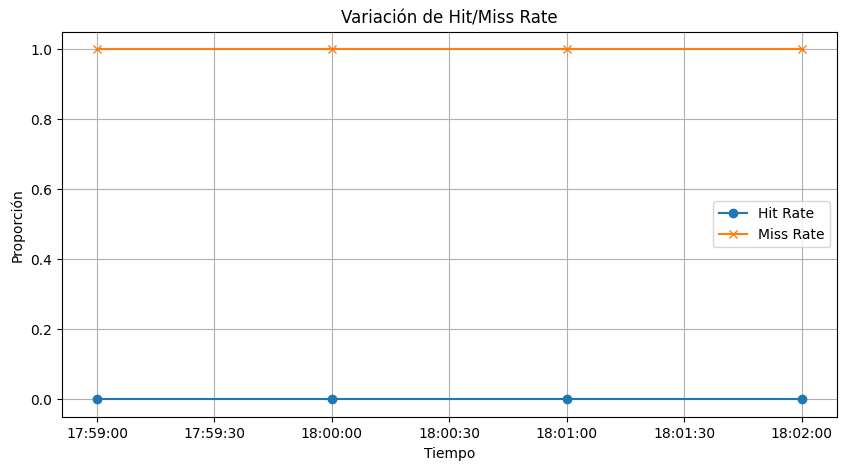 Variación de Hit/Miss Rate
Proporción
1.0
0.8
0.6
0.4
0.2
0.0
Hit Rate
Miss Rate
17:59:00 17:59:30 18:00:00 18:00:30 18:01:00 18:01:30 18:02:00
Tiempo